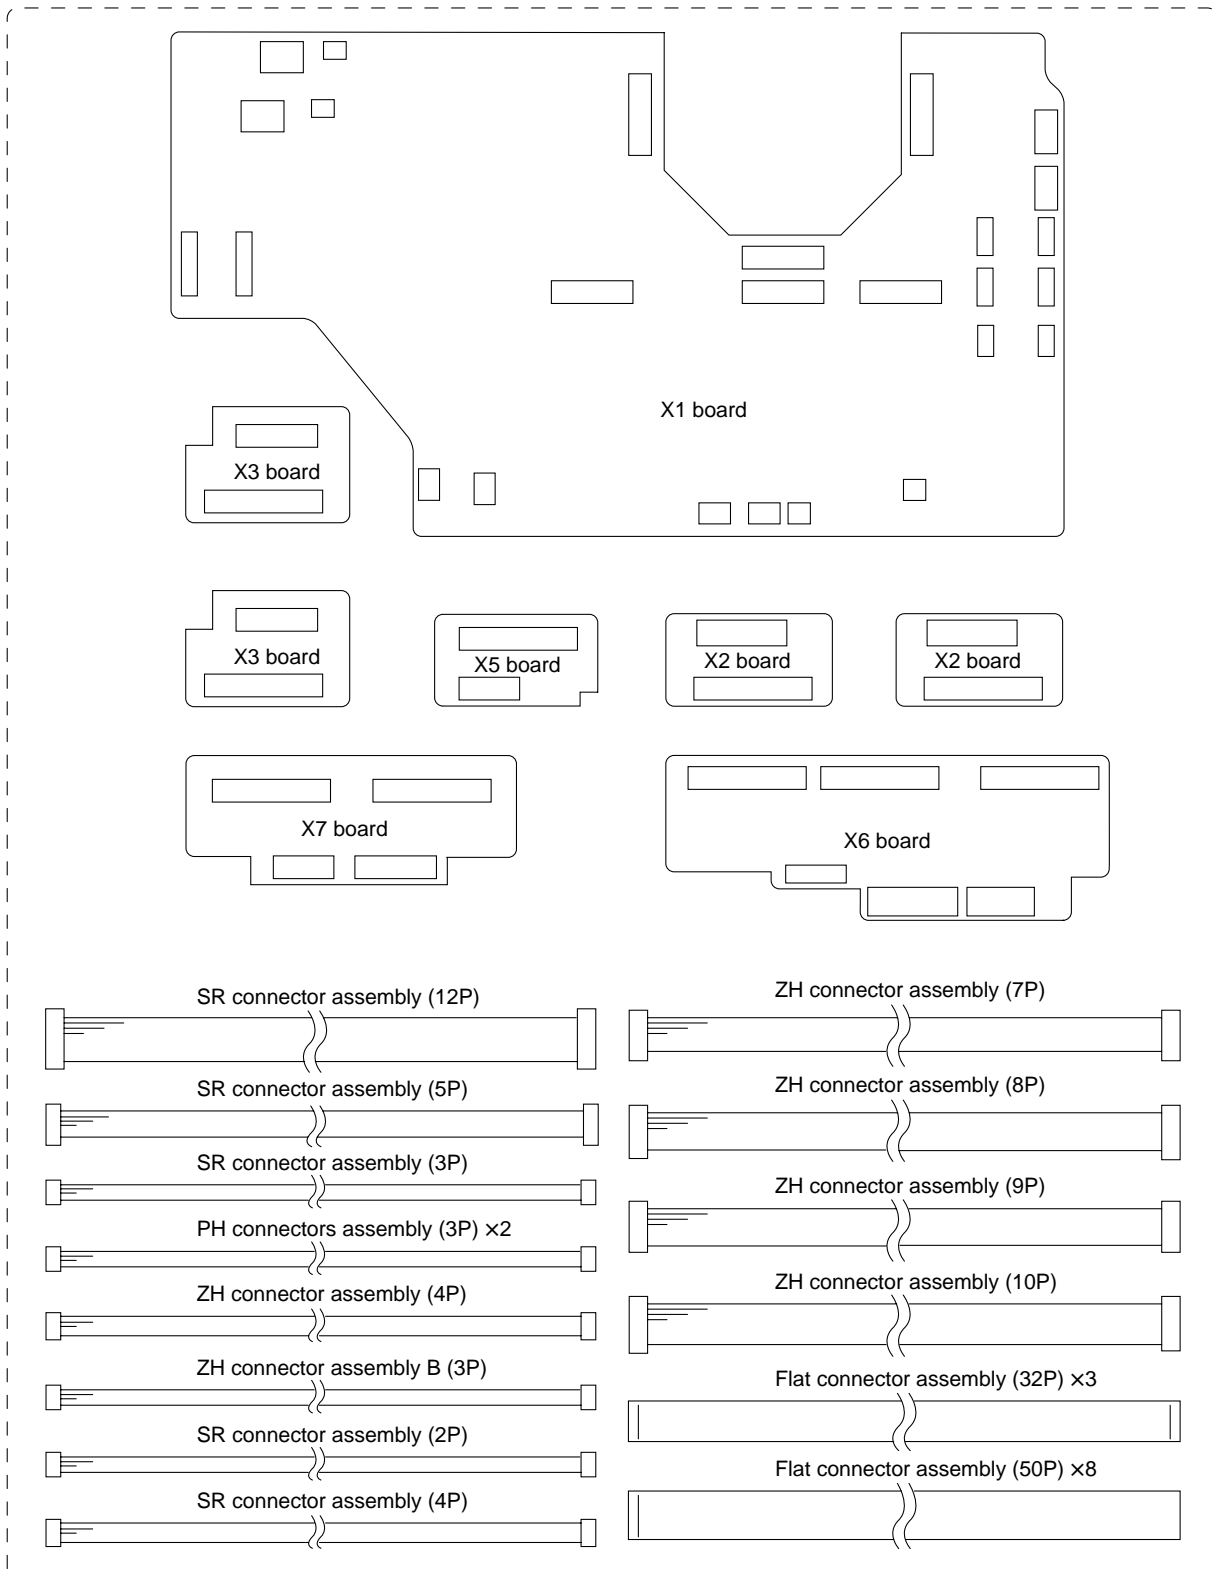 X1 board
X3 board
X3 board
X5 board
X2 board
X2 board
X7 board
X6 board
SR connector assembly (12P)
SR connector assembly (5P)
SR connector assembly (3P)
PH connectors assembly (3P) ×2
ZH connector assembly (4P)
ZH connector assembly B (3P)
SR connector assembly (2P)
SR connector assembly (4P)
ZH connector assembly (7P)
ZH connector assembly (8P)
ZH connector assembly (9P)
ZH connector assembly (10P)
Flat connector assembly (32P) ×3
Flat connector assembly (50P) ×8